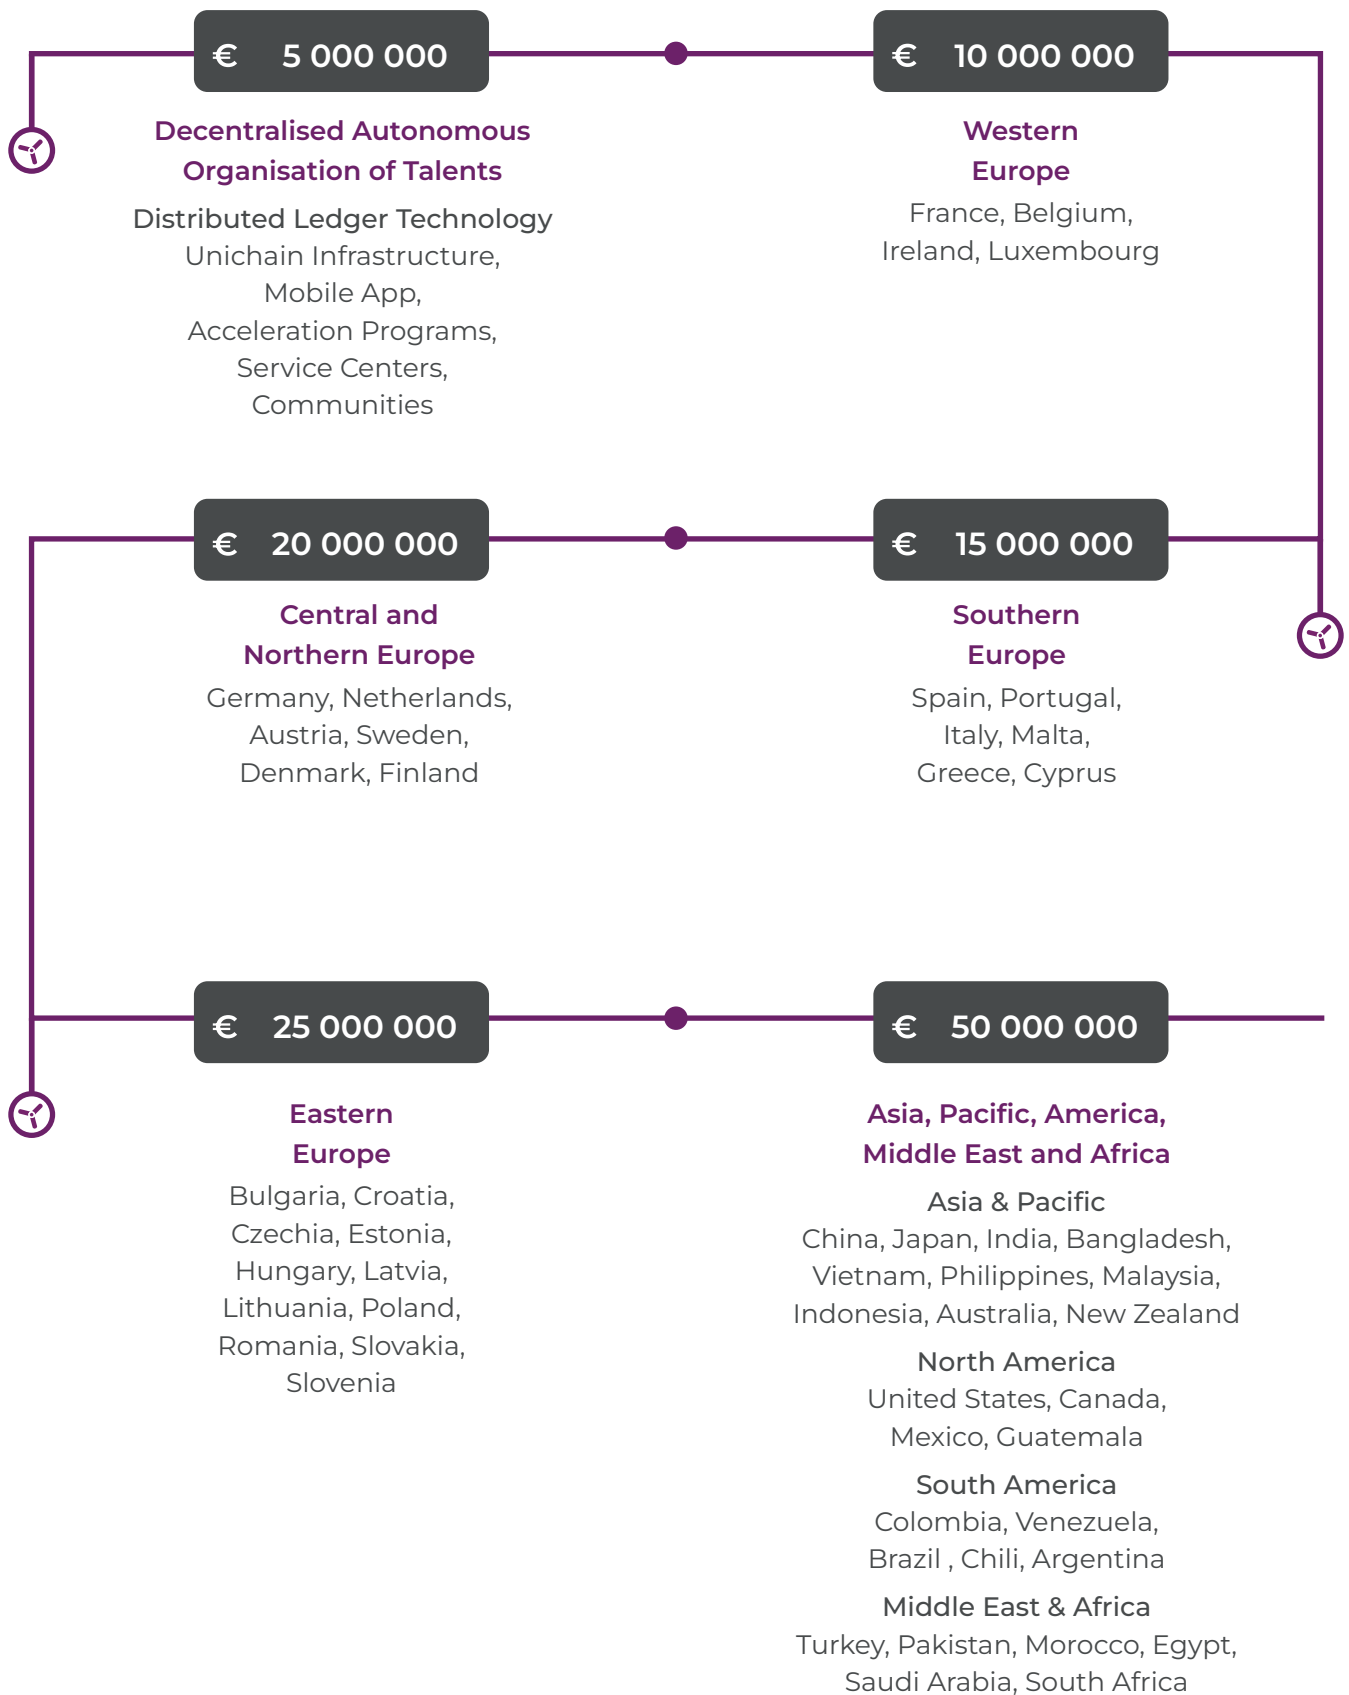 € 5 000 000
Decentralised Autonomous
Organisation of Talents
Distributed Ledger Technology
Unichain Infrastructure,
Mobile App,
Acceleration Programs,
Service Centers,
Communities
€ 10 000 000
Western
Europe
France, Belgium,
Ireland, Luxembourg
€ 20 000 000
Central and
Northern Europe
Germany, Netherlands,
Austria, Sweden,
Denmark, Finland
€ 15 000 000
Southern
Europe
Spain, Portugal,
Italy, Malta,
Greece, Cyprus
€ 25 000 000
Eastern
Europe
Bulgaria, Croatia,
Czechia, Estonia,
Hungary, Latvia,
Lithuania, Poland,
Romania, Slovakia,
Slovenia
€ 50 000 000
Asia, Pacific, America,
Middle East and Africa
Asia & Pacific
China, Japan, India, Bangladesh,
Vietnam, Philippines, Malaysia,
Indonesia, Australia, New Zealand
North America
United States, Canada,
Mexico, Guatemala
South America
Colombia, Venezuela,
Brazil , Chili, Argentina
Middle East & Africa
Turkey, Pakistan, Morocco, Egypt,
Saudi Arabia, South Africa